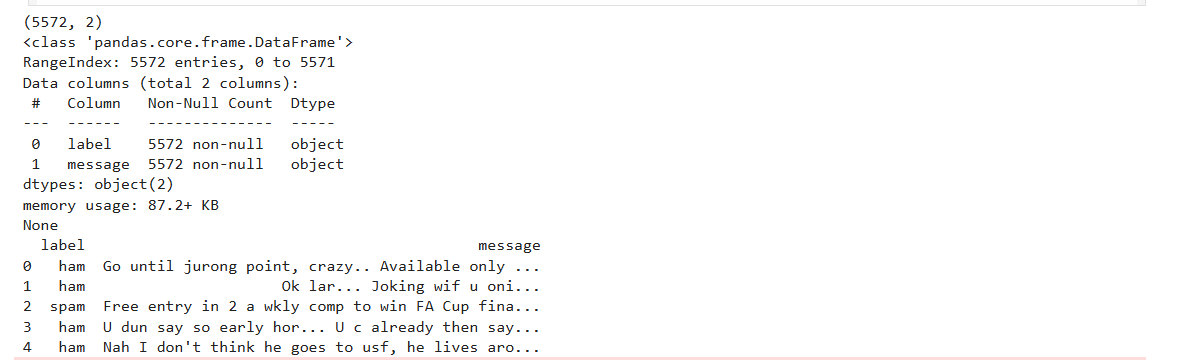 (5572, 2)
<class 'pandas.core.frame.DataFrame'>
RangeIndex: 5572 entries, 0 to 5571
Data columns (total 2 columns):
 #   Column   Non-Null Count  Dtype
---  ------   --------------  -----
 0   label    5572 non-null   object
 1   message  5572 non-null   object
dtypes: object(2)
memory usage: 87.2+ KB
None
  label                                            message
0   ham  Go until jurong point, crazy.. Available only ...
1   ham                      Ok lar... Joking wif u oni...
2  spam  Free entry in 2 a wkly comp to win FA Cup fina...
3   ham  U dun say so early hor... U c already then say...
4   ham  Nah I don't think he goes to usf, he lives aro...